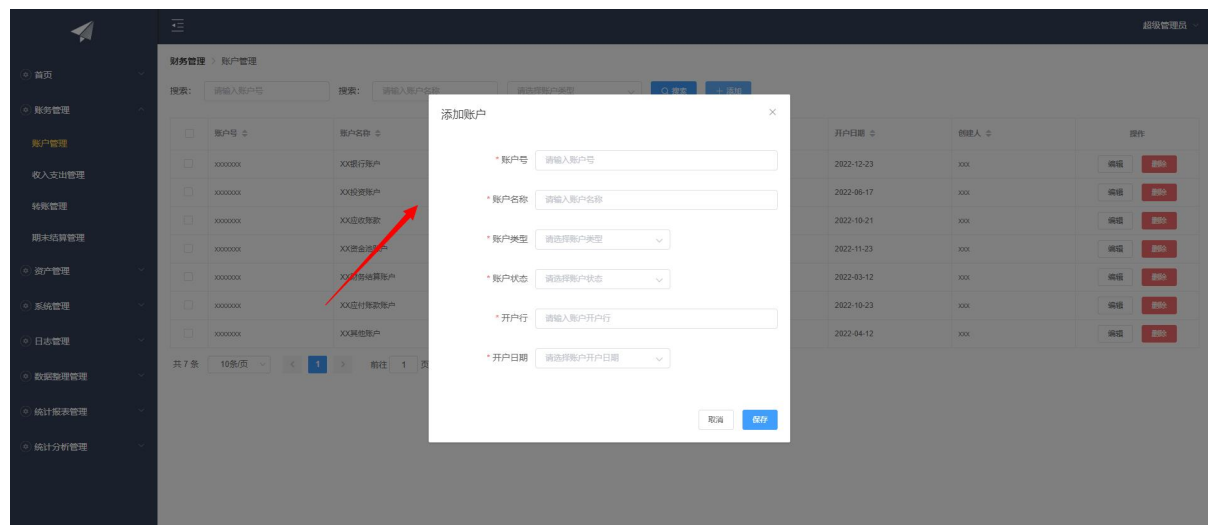 超级管理员
财务管理 > 账户管理
搜索: 请输入账户号 搜索: 请输入账户名称 请选择账户类型 搜索 + 添加
首页
账务管理
账户管理
收入支出管理
转账管理
期末结算管理
资产管理
系统管理
日志管理
数据整理管理
统计报表管理
统计分析管理
账户号 账户名称 开户日期 创建人 操作
xxxxxxx XX银行账户 2022-12-23 xxx 编辑 删除
xxxxxxx XX投资账户 2022-06-17 xxx 编辑 删除
xxxxxxx XX应收账款 2022-10-21 xxx 编辑 删除
xxxxxxx XX资金池账户 2022-11-23 xxx 编辑 删除
xxxxxxx XX财务结算账户 2022-03-12 xxx 编辑 删除
xxxxxxx XX应付账款账户 2022-10-23 xxx 编辑 删除
xxxxxxx XX其他账户 2022-04-12 xxx 编辑 删除
共 7 条 10条/页 < 1 > 前往 1 页
添加账户 ×
* 账户号 请输入账户号
* 账户名称 请输入账户名称
* 账户类型 请选择账户类型
* 账户状态 请选择账户状态
* 开户行 请输入账户开户行
* 开户日期 请选择账户开户日期
取消 保存